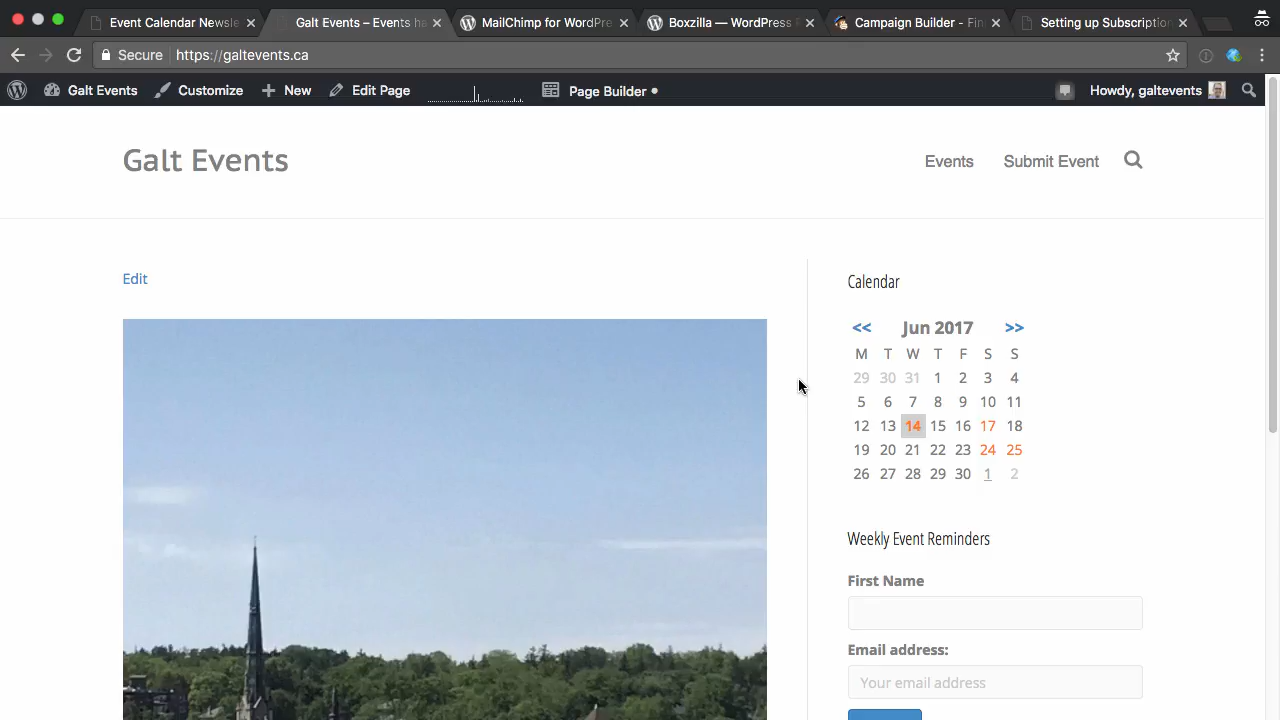 Event Calendar Newsle
Galt Events – Events ha
MailChimp for WordPre
Boxzilla — WordPress P
Campaign Builder - Fin
Setting up Subscription
Secure https://galtevents.ca
Galt Events Customize New Edit Page Page Builder Howdy, galtevents
Galt Events
Events Submit Event
Edit
Calendar
<< Jun 2017 >>
M T W T F S S
29 30 31 1 2 3 4
5 6 7 8 9 10 11
12 13 14 15 16 17 18
19 20 21 22 23 24 25
26 27 28 29 30 1 2
Weekly Event Reminders
First Name
Email address:
Your email address